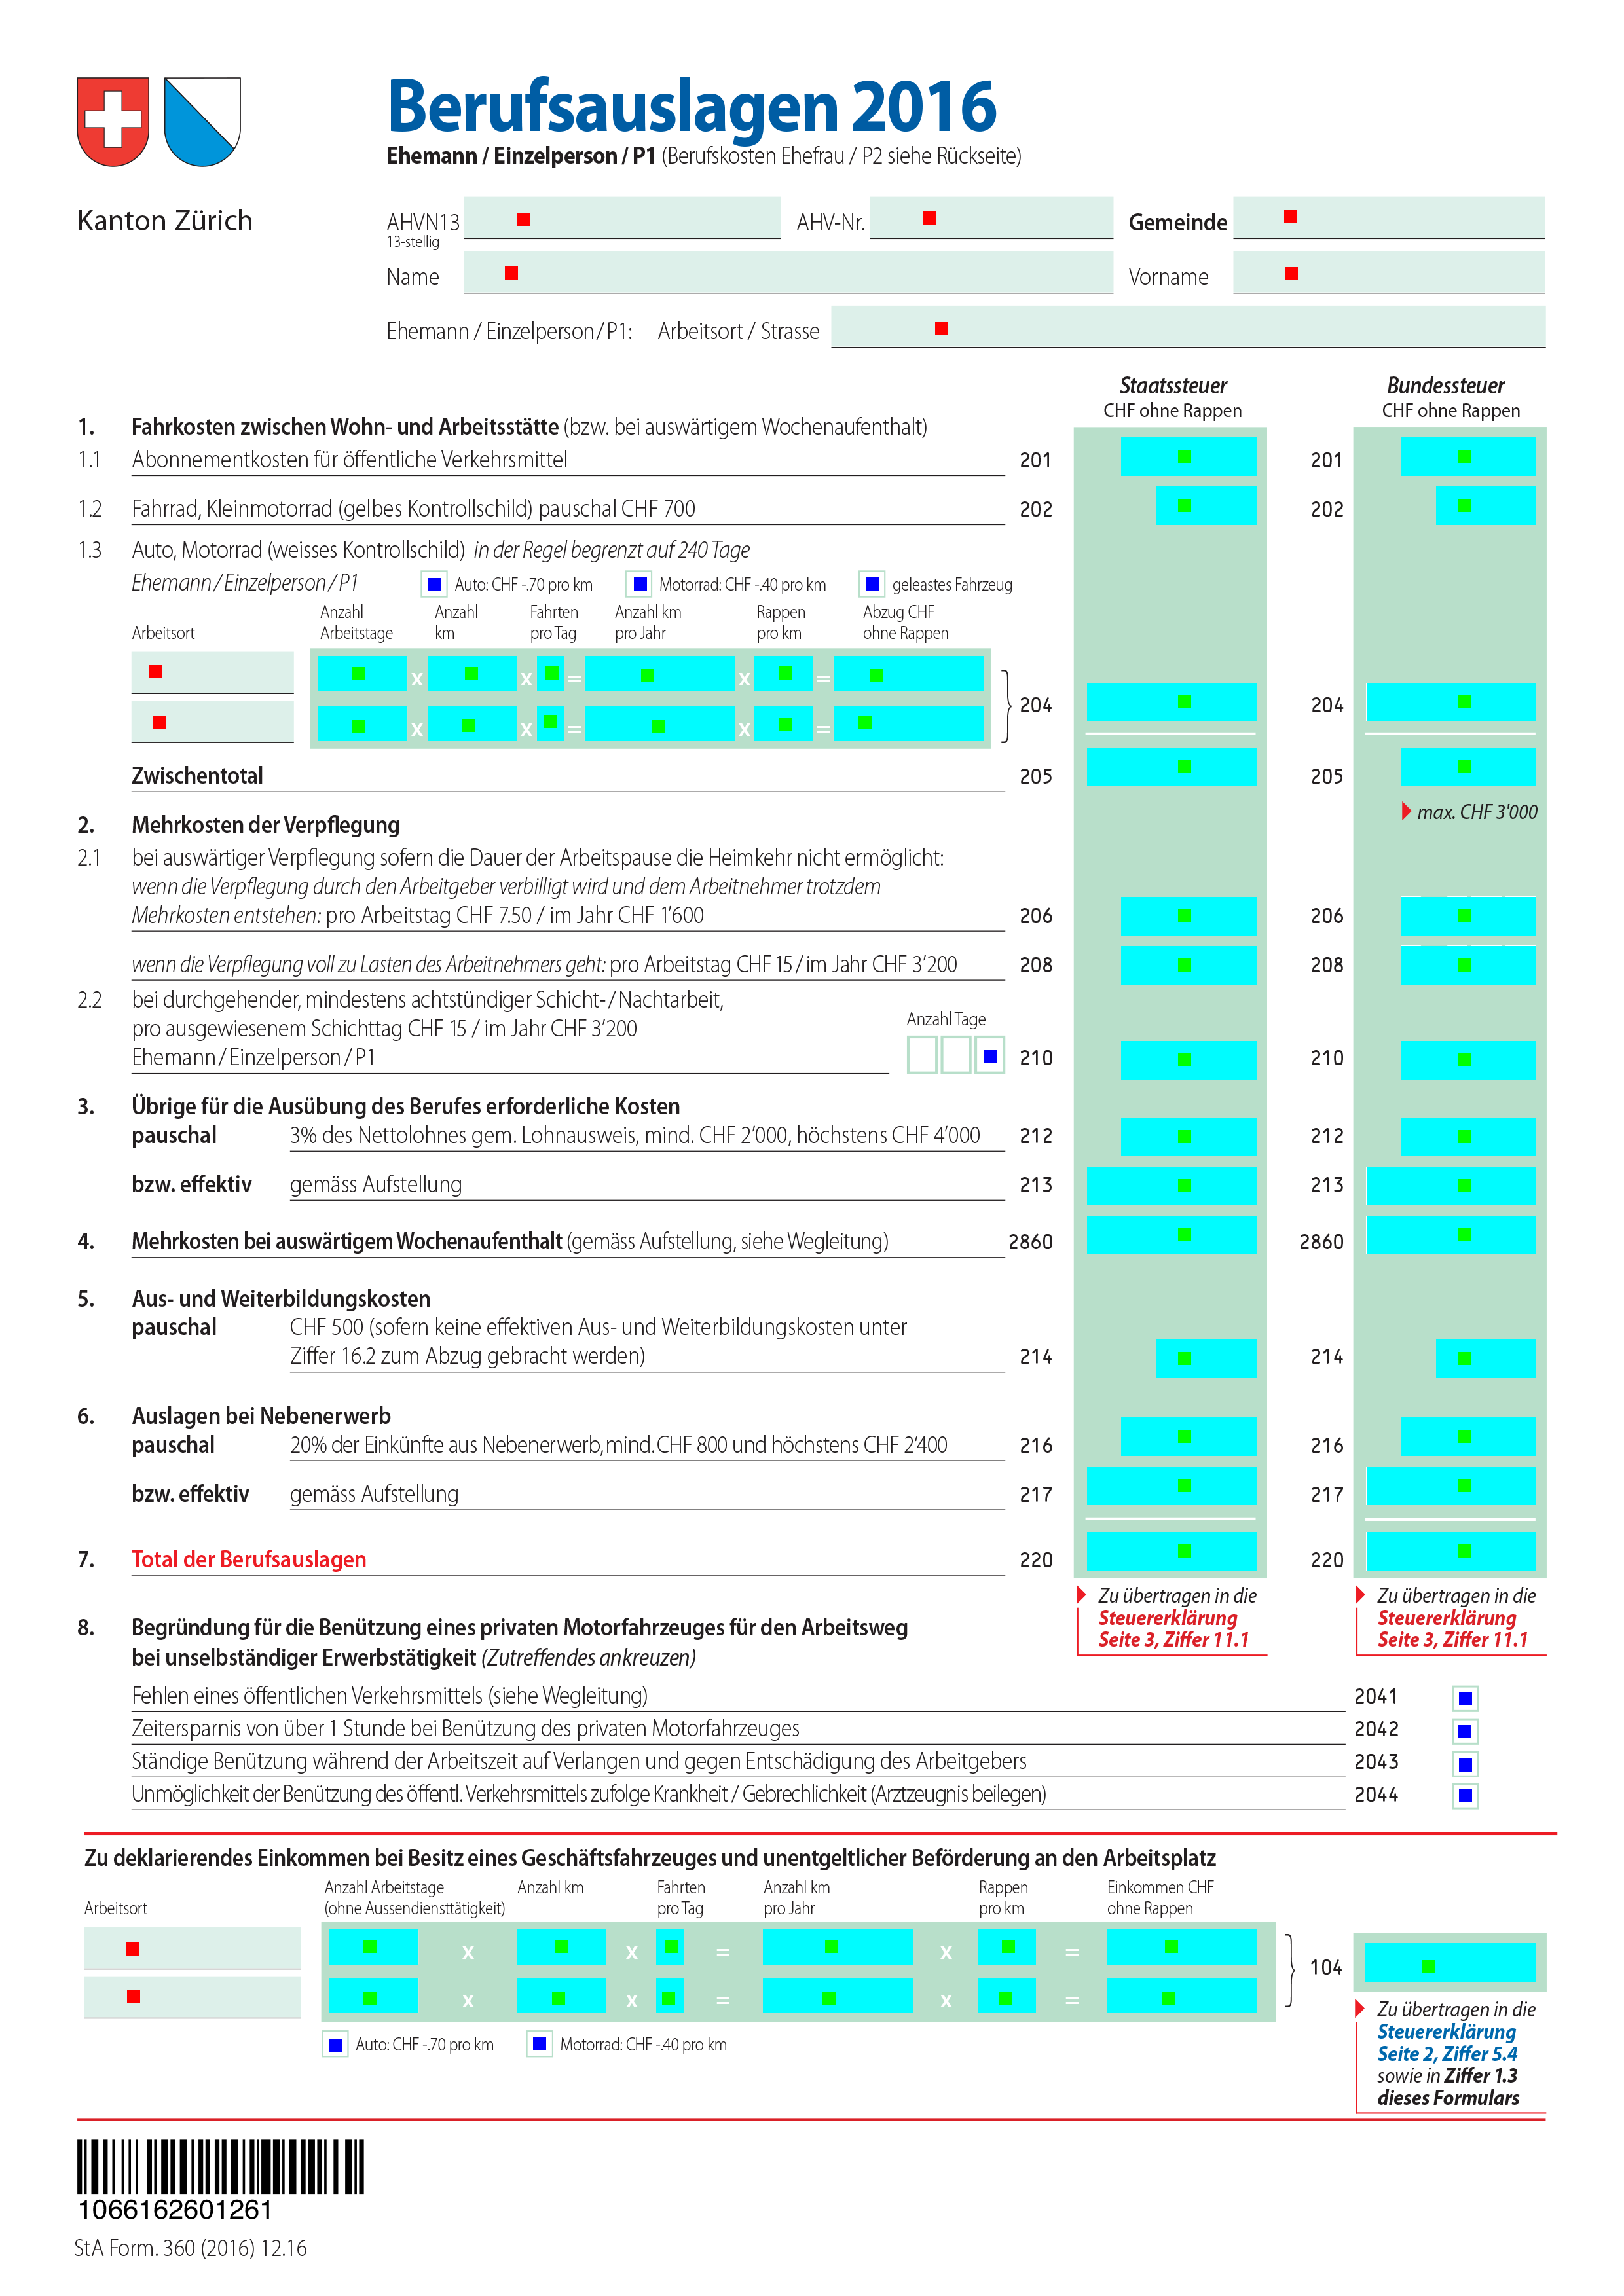 Berufsauslagen 2016
Ehemann / Einzelperson / P1 (Berufskosten Ehefrau / P2 siehe Rückseite)
Kanton Zürich
AHVN13 AHV-Nr. Gemeinde
13-stellig
Name Vorname
Ehemann / Einzelperson / P1: Arbeitsort / Strasse
Staatssteuer Bundessteuer
CHF ohne Rappen CHF ohne Rappen
1. Fahrkosten zwischen Wohn- und Arbeitsstätte (bzw. bei auswärtigem Wochenaufenthalt)
1.1 Abonnementkosten für öffentliche Verkehrsmittel 201 201
1.2 Fahrrad, Kleinmotorrad (gelbes Kontrollschild) pauschal CHF 700 202 202
1.3 Auto, Motorrad (weisses Kontrollschild) in der Regel begrenzt auf 240 Tage
Ehemann / Einzelperson / P1 Auto: CHF -.70 pro km Motorrad: CHF -.40 pro km geleastes Fahrzeug
Anzahl Anzahl Fahrten Anzahl km Rappen Abzug CHF
Arbeitsort Arbeitstage km pro Tag pro Jahr pro km ohne Rappen
x x = x =
204 204
x x = x =
Zwischentotal 205 205
max. CHF 3'000
2. Mehrkosten der Verpflegung
2.1 bei auswärtiger Verpflegung sofern die Dauer der Arbeitspause die Heimkehr nicht ermöglicht:
wenn die Verpflegung durch den Arbeitgeber verbilligt wird und dem Arbeitnehmer trotzdem
Mehrkosten entstehen: pro Arbeitstag CHF 7.50 / im Jahr CHF 1'600 206 206
wenn die Verpflegung voll zu Lasten des Arbeitnehmers geht: pro Arbeitstag CHF 15 / im Jahr CHF 3'200 208 208
2.2 bei durchgehender, mindestens achtstündiger Schicht- / Nachtarbeit,
pro ausgewiesenem Schichttag CHF 15 / im Jahr CHF 3'200 Anzahl Tage
Ehemann / Einzelperson / P1 210 210
3. Übrige für die Ausübung des Berufes erforderliche Kosten
pauschal 3% des Nettolohnes gem. Lohnausweis, mind. CHF 2'000, höchstens CHF 4'000 212 212
bzw. effektiv gemäss Aufstellung 213 213
4. Mehrkosten bei auswärtigem Wochenaufenthalt (gemäss Aufstellung, siehe Wegleitung) 2860 2860
5. Aus- und Weiterbildungskosten
pauschal CHF 500 (sofern keine effektiven Aus- und Weiterbildungskosten unter
Ziffer 16.2 zum Abzug gebracht werden) 214 214
6. Auslagen bei Nebenerwerb
pauschal 20% der Einkünfte aus Nebenerwerb, mind. CHF 800 und höchstens CHF 2'400 216 216
bzw. effektiv gemäss Aufstellung 217 217
7. Total der Berufsauslagen 220 220
Zu übertragen in die Zu übertragen in die
Steuererklärung Steuererklärung
Seite 3, Ziffer 11.1 Seite 3, Ziffer 11.1
8. Begründung für die Benützung eines privaten Motorfahrzeuges für den Arbeitsweg
bei unselbständiger Erwerbstätigkeit (Zutreffendes ankreuzen)
Fehlen eines öffentlichen Verkehrsmittels (siehe Wegleitung) 2041
Zeitersparnis von über 1 Stunde bei Benützung des privaten Motorfahrzeuges 2042
Ständige Benützung während der Arbeitszeit auf Verlangen und gegen Entschädigung des Arbeitgebers 2043
Unmöglichkeit der Benützung des öffentl. Verkehrsmittels zufolge Krankheit / Gebrechlichkeit (Arztzeugnis beilegen) 2044
Zu deklarierendes Einkommen bei Besitz eines Geschäftsfahrzeuges und unentgeltlicher Beförderung an den Arbeitsplatz
Anzahl Arbeitstage Anzahl km Fahrten Anzahl km Rappen Einkommen CHF
Arbeitsort (ohne Aussendiensttätigkeit) pro Tag pro Jahr pro km ohne Rappen
x x = x =
104
x x = x =
Auto: CHF -.70 pro km Motorrad: CHF -.40 pro km
Zu übertragen in die
Steuererklärung
Seite 2, Ziffer 5.4
sowie in Ziffer 1.3
dieses Formulars
1066162601261
StA Form. 360 (2016) 12.16